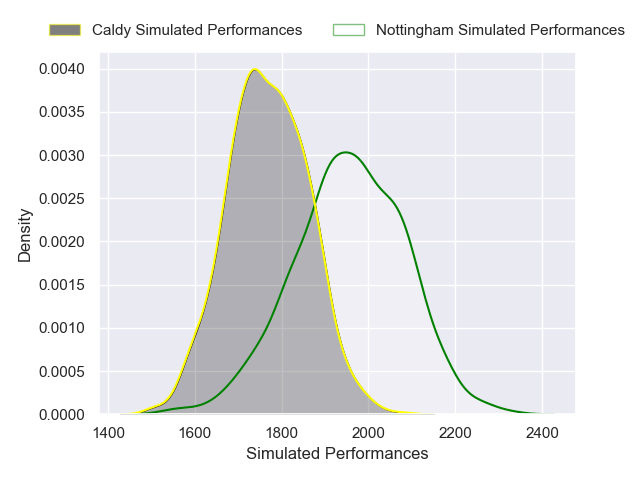 Caldy Simulated Performances Nottingham Simulated Performances
0.0040
0.0035
0.0030
0.0025
0.0020
0.0015
0.0010
0.0005
0.0000
Density
1400 1600 1800 2000 2200 2400
Simulated Performances